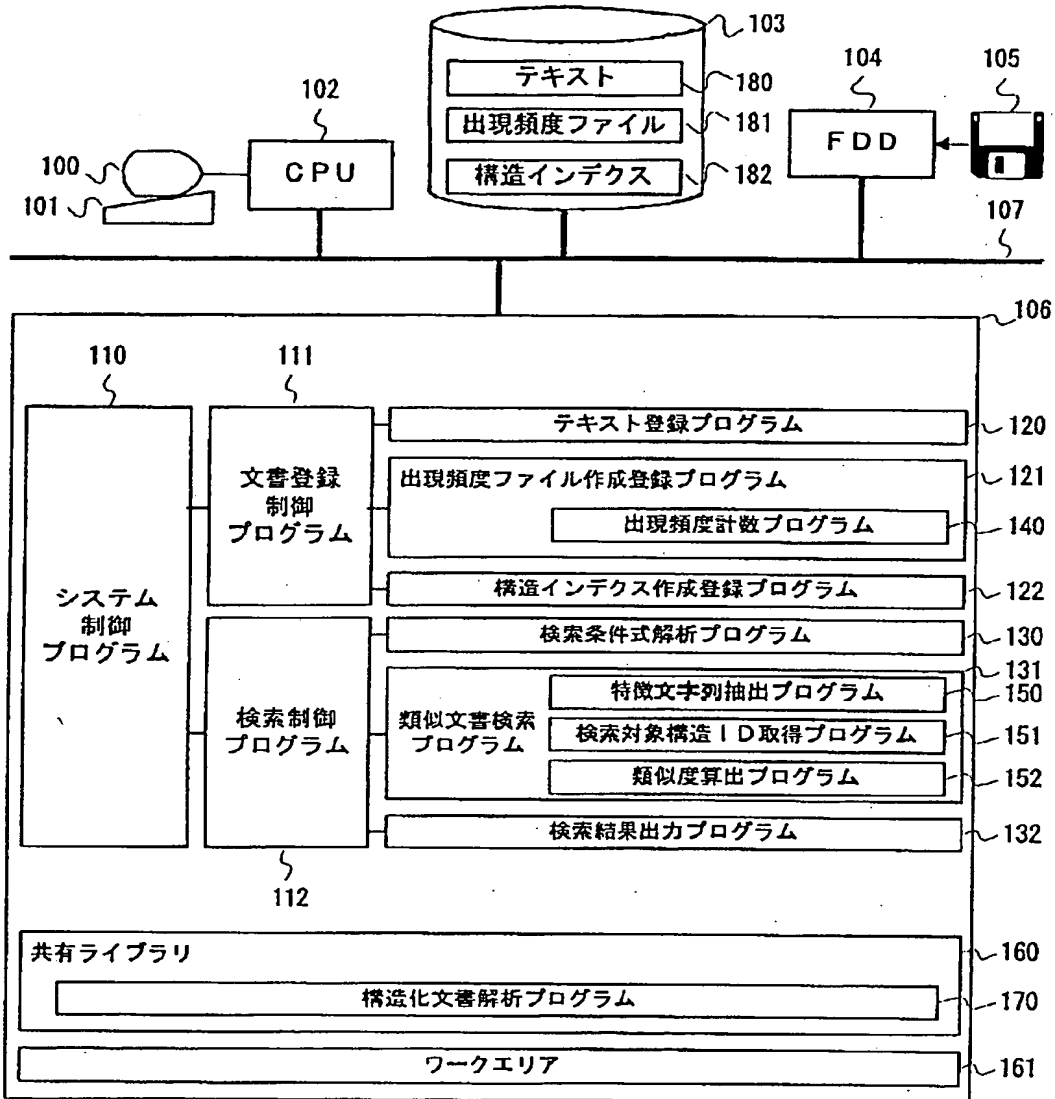 103
テキスト
180
出現頻度ファイル
181
構造インデクス
182
102
CPU
100
101
104
FDD
105
107
106
110
111
システム
制御
プログラム
文書登録
制御
プログラム
テキスト登録プログラム
120
出現頻度ファイル作成登録プログラム
121
出現頻度計数プログラム
140
構造インデクス作成登録プログラム
122
検索制御
プログラム
112
検索条件式解析プログラム
130
131
類似文書検索
プログラム
特徴文字列抽出プログラム
150
検索対象構造ID取得プログラム
151
類似度算出プログラム
152
検索結果出力プログラム
132
共有ライブラリ
160
構造化文書解析プログラム
170
ワークエリア
161